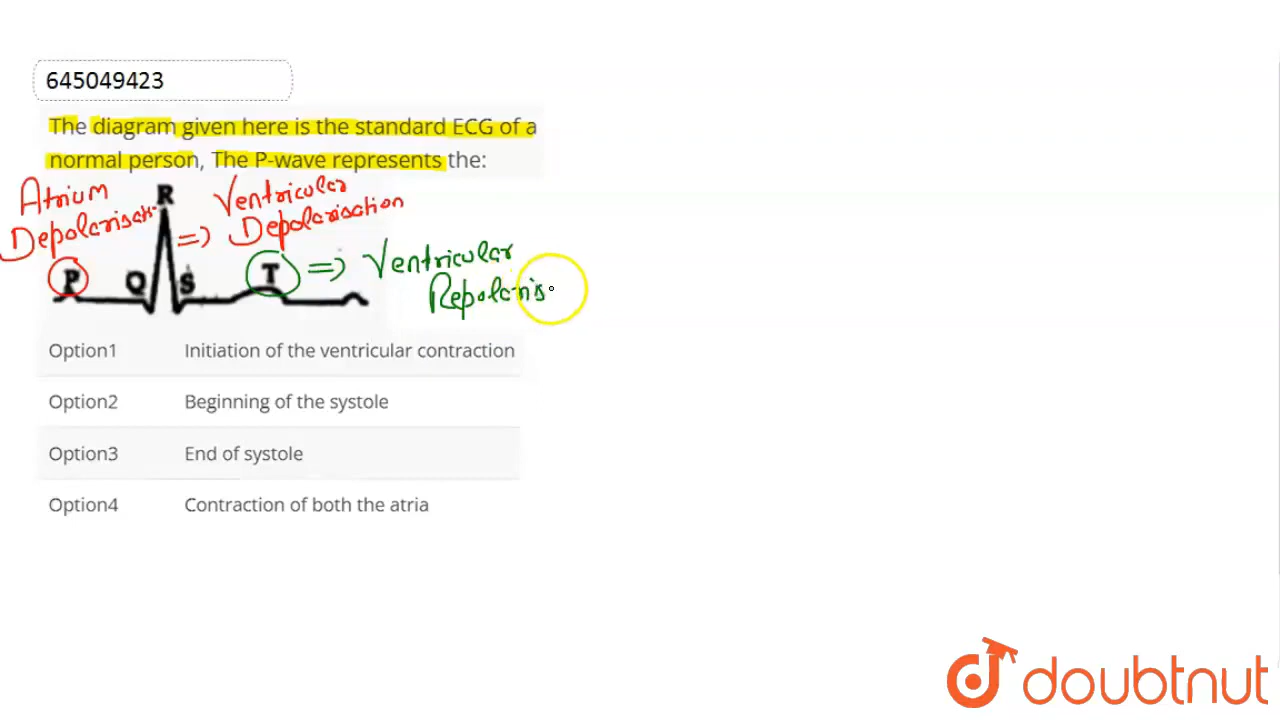 645049423
The diagram given here is the standard ECG of a
normal person, The P-wave represents the:
Atrium
Depolarisati
R
=> Ventricular
Depolarisation
P
Q
S
T
=> Ventricular
Repolaris
Option1 Initiation of the ventricular contraction
Option2 Beginning of the systole
Option3 End of systole
Option4 Contraction of both the atria
doubtnut